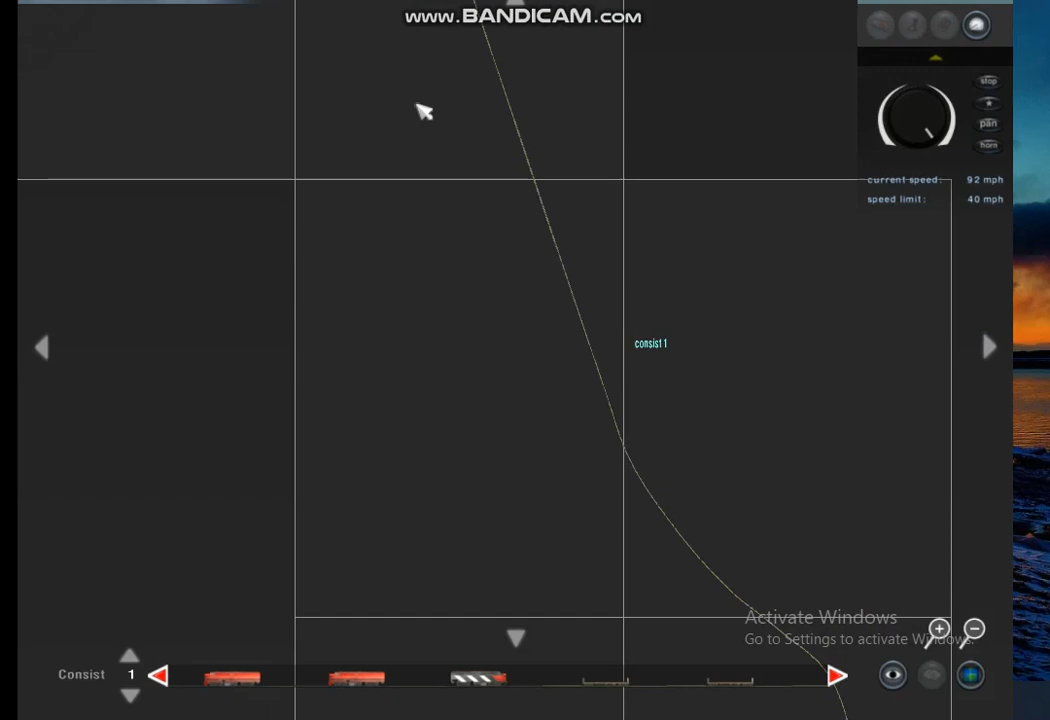 www.BANDICAM.com
stop
pan
horn
current speed: 92 mph
speed limit: 40 mph
consist1
Activate Windows
Go to Settings to activate Windows.
Consist 1